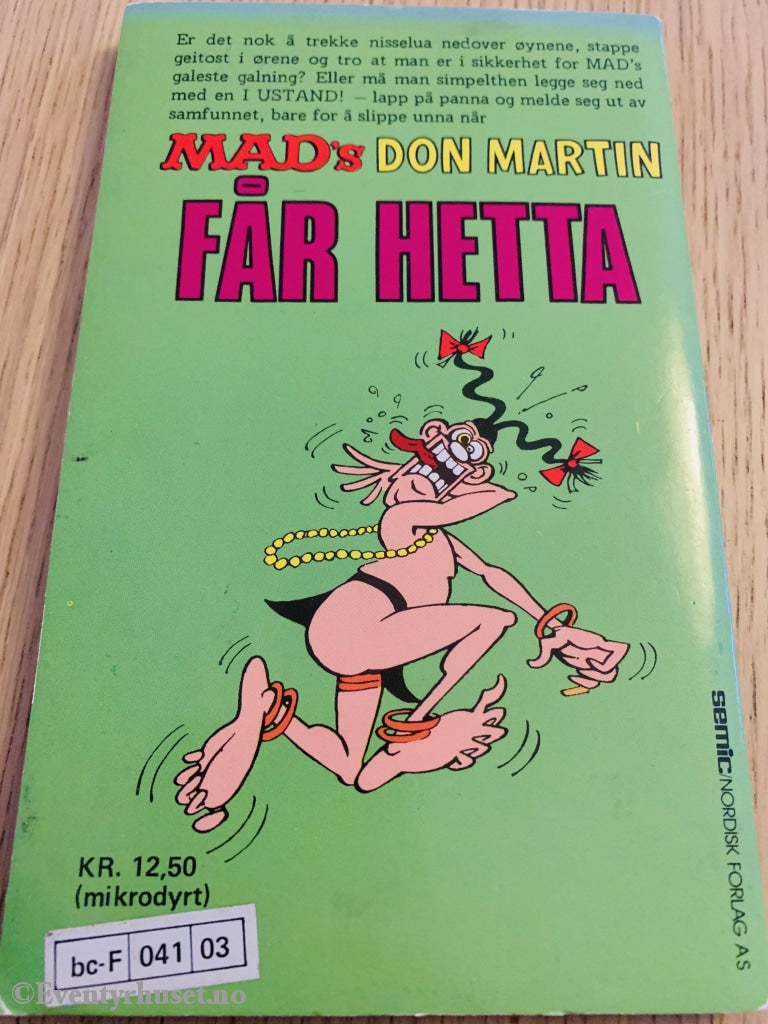 Er det nok å trekke nisselua nedover øynene, stappe
geitost i ørene og tro at man er i sikkerhet for MAD's
galeste galning? Eller må man simpelthen legge seg ned
med en I USTAND! – lapp på panna og melde seg ut av
samfunnet, bare for å slippe unna når
MAD's DON MARTIN
FÅR HETTA
semic/NORDISK FORLAG AS
KR. 12,50
(mikrodyrt)
bc-F 041 03
©Eventyrhuset.no